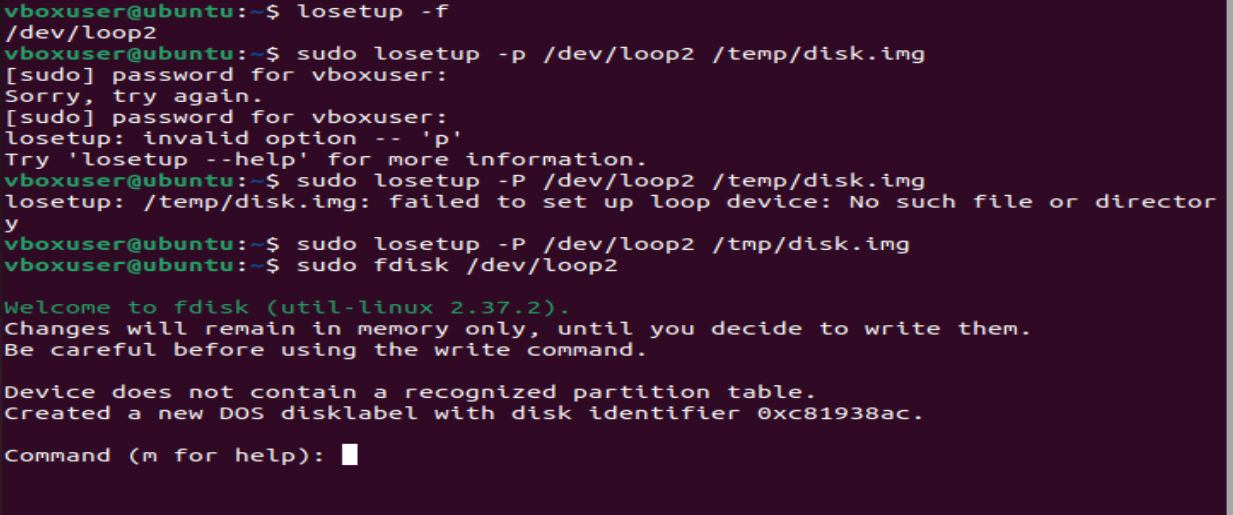 vboxuser@ubuntu:~$ losetup -f
/dev/loop2
vboxuser@ubuntu:~$ sudo losetup -p /dev/loop2 /temp/disk.img
[sudo] password for vboxuser:
Sorry, try again.
[sudo] password for vboxuser:
losetup: invalid option -- 'p'
Try 'losetup --help' for more information.
vboxuser@ubuntu:~$ sudo losetup -P /dev/loop2 /temp/disk.img
losetup: /temp/disk.img: failed to set up loop device: No such file or director
y
vboxuser@ubuntu:~$ sudo losetup -P /dev/loop2 /tmp/disk.img
vboxuser@ubuntu:~$ sudo fdisk /dev/loop2
Welcome to fdisk (util-linux 2.37.2).
Changes will remain in memory only, until you decide to write them.
Be careful before using the write command.
Device does not contain a recognized partition table.
Created a new DOS disklabel with disk identifier 0xc81938ac.
Command (m for help):